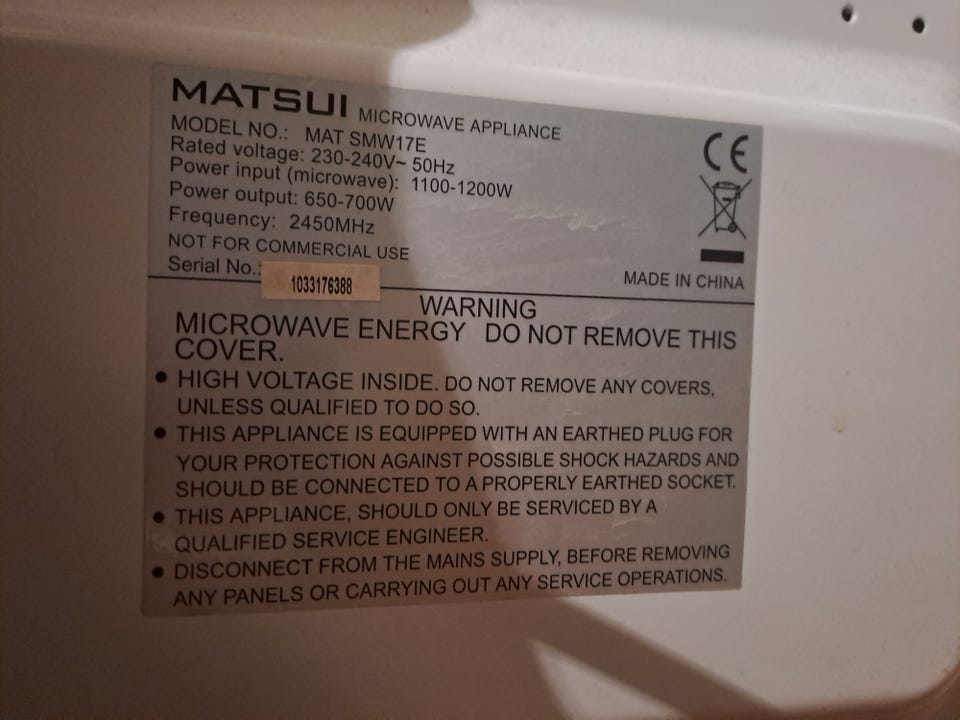 MATSUI MICROWAVE APPLIANCE
MODEL NO.: MAT SMW17E
Rated voltage: 230-240V~ 50Hz
Power input (microwave): 1100-1200W
Power output: 650-700W
Frequency: 2450MHz
NOT FOR COMMERCIAL USE
Serial No.: 1033176388
CE
MADE IN CHINA
WARNING
MICROWAVE ENERGY DO NOT REMOVE THIS
COVER.
• HIGH VOLTAGE INSIDE. DO NOT REMOVE ANY COVERS,
UNLESS QUALIFIED TO DO SO.
• THIS APPLIANCE IS EQUIPPED WITH AN EARTHED PLUG FOR
YOUR PROTECTION AGAINST POSSIBLE SHOCK HAZARDS AND
SHOULD BE CONNECTED TO A PROPERLY EARTHED SOCKET.
• THIS APPLIANCE, SHOULD ONLY BE SERVICED BY A
QUALIFIED SERVICE ENGINEER.
• DISCONNECT FROM THE MAINS SUPPLY, BEFORE REMOVING
ANY PANELS OR CARRYING OUT ANY SERVICE OPERATIONS.